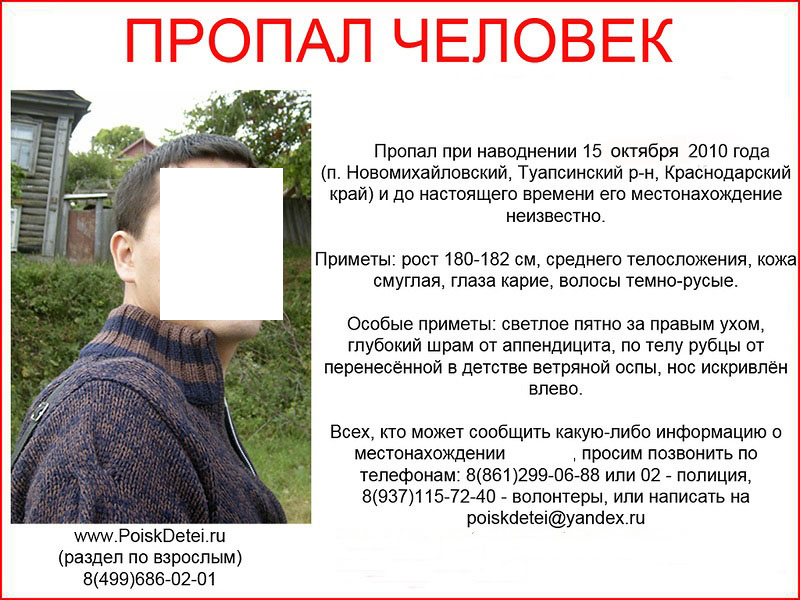 ПРОПАЛ ЧЕЛОВЕК
Пропал при наводнении 15 октября 2010 года
(п. Новомихайловский, Туапсинский р-н, Краснодарский
край) и до настоящего времени его местонахождение
неизвестно.
Приметы: рост 180-182 см, среднего телосложения, кожа
смуглая, глаза карие, волосы темно-русые.
Особые приметы: светлое пятно за правым ухом,
глубокий шрам от аппендицита, по телу рубцы от
перенесённой в детстве ветряной оспы, нос искривлён
влево.
Всех, кто может сообщить какую-либо информацию о
местонахождении , просим позвонить по
телефонам: 8(861)299-06-88 или 02 - полиция,
8(937)115-72-40 - волонтеры, или написать на
poiskdetei@yandex.ru
www.PoiskDetei.ru
(раздел по взрослым)
8(499)686-02-01